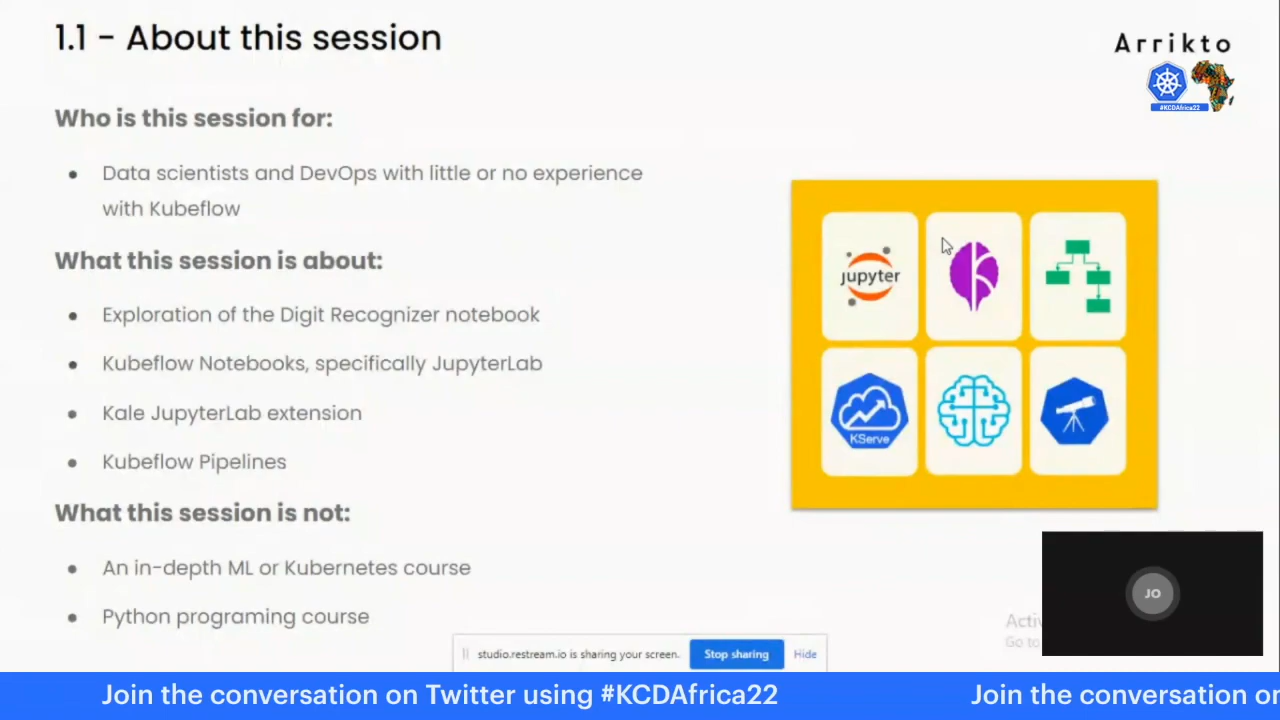 1.1 - About this session
Arrikto
#KCDAfrica22
Who is this session for:
Data scientists and DevOps with little or no experience
with Kubeflow
What this session is about:
Exploration of the Digit Recognizer notebook
Kubeflow Notebooks, specifically JupyterLab
Kale JupyterLab extension
Kubeflow Pipelines
What this session is not:
An in-depth ML or Kubernetes course
Python programing course
jupyter
KServe
JO
Go to
studio.restream.io is sharing your screen.
Stop sharing
Hide
Join the conversation on Twitter using #KCDAfrica22
Join the conversation or